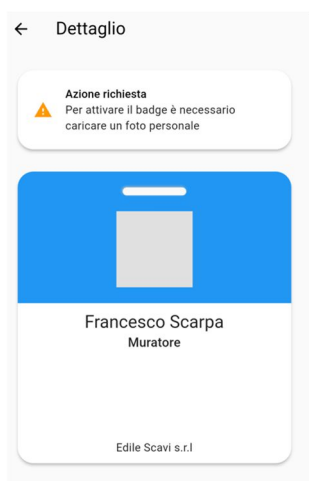 Dettaglio
Azione richiesta
Per attivare il badge è necessario
caricare un foto personale
Francesco Scarpa
Muratore
Edile Scavi s.r.l